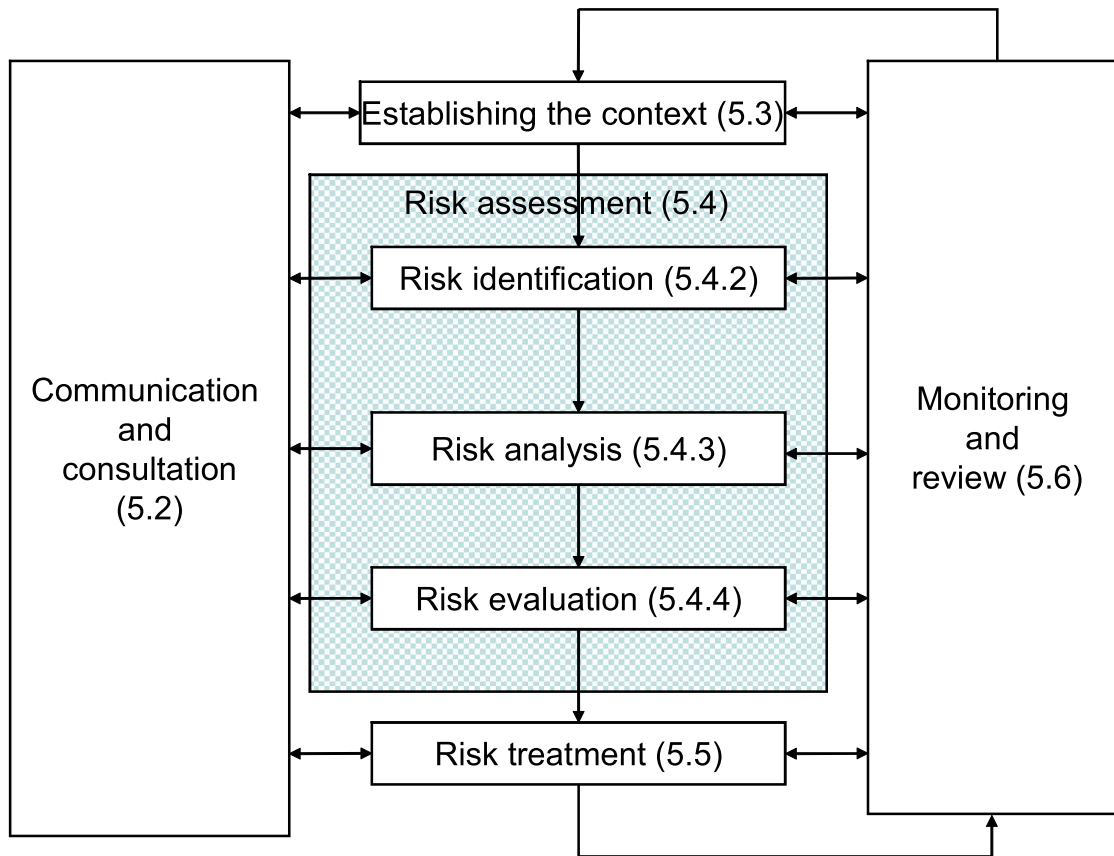 Establishing the context (5.3)
Risk assessment (5.4)
Risk identification (5.4.2)
Communication
and
consultation
(5.2)
Risk analysis (5.4.3)
Monitoring
and
review (5.6)
Risk evaluation (5.4.4)
Risk treatment (5.5)